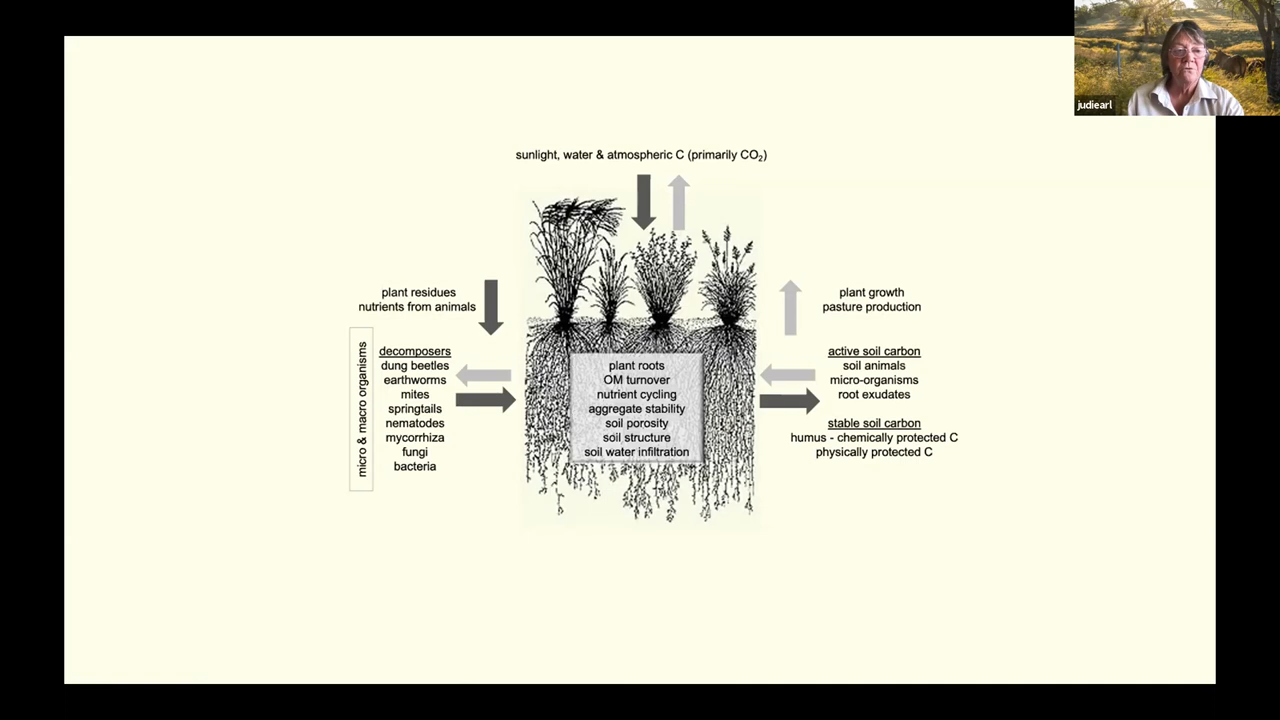 judiearl
sunlight, water & atmospheric C (primarily CO₂)
plant residues
nutrients from animals
micro & macro organisms
decomposers
dung beetles
earthworms
mites
springtails
nematodes
mycorrhiza
fungi
bacteria
plant roots
OM turnover
nutrient cycling
aggregate stability
soil porosity
soil structure
soil water infiltration
plant growth
pasture production
active soil carbon
soil animals
micro-organisms
root exudates
stable soil carbon
humus - chemically protected C
physically protected C